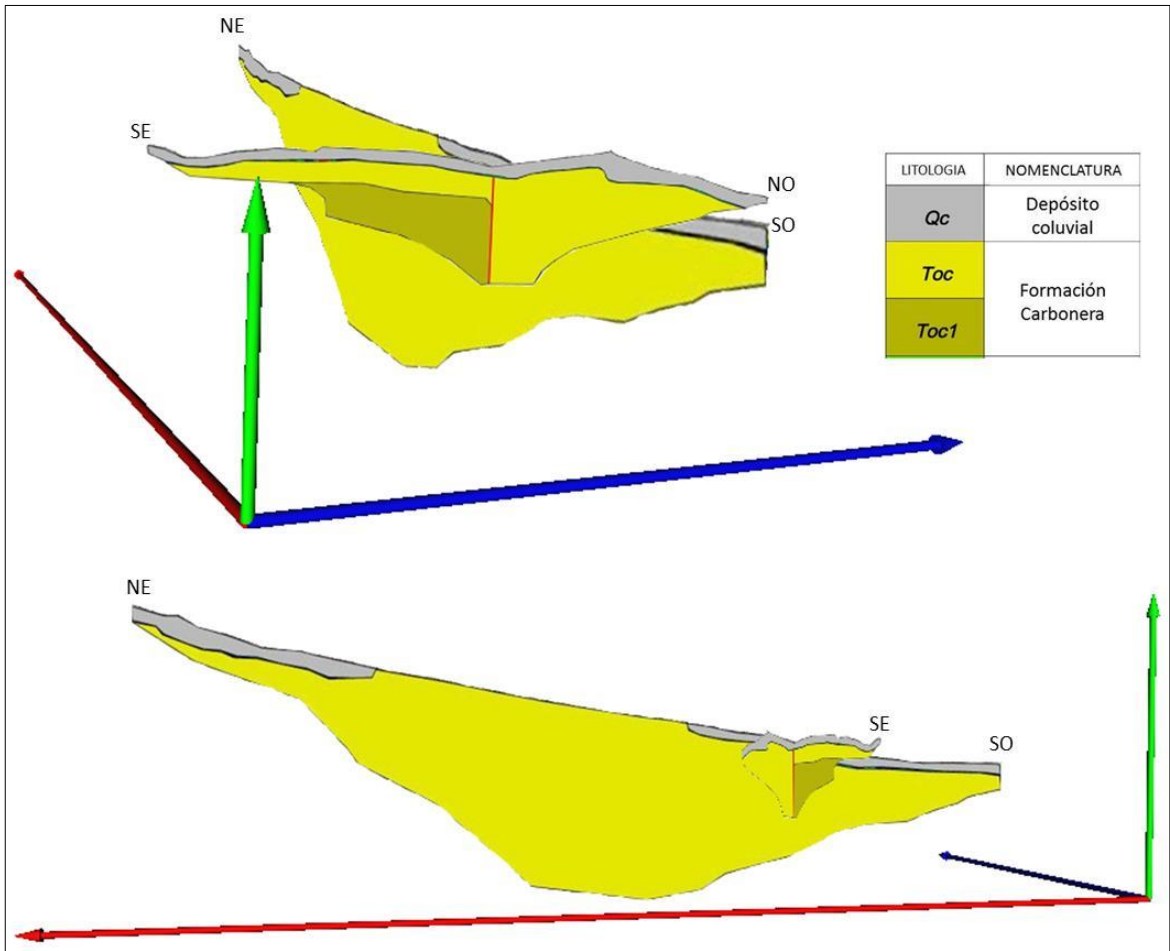 NE
SE
NO
SO
LITOLOGIA NOMENCLATURA
Qc Depósito
coluvial
Toc Formación
Carbonera
Toc1
NE
SE
SO